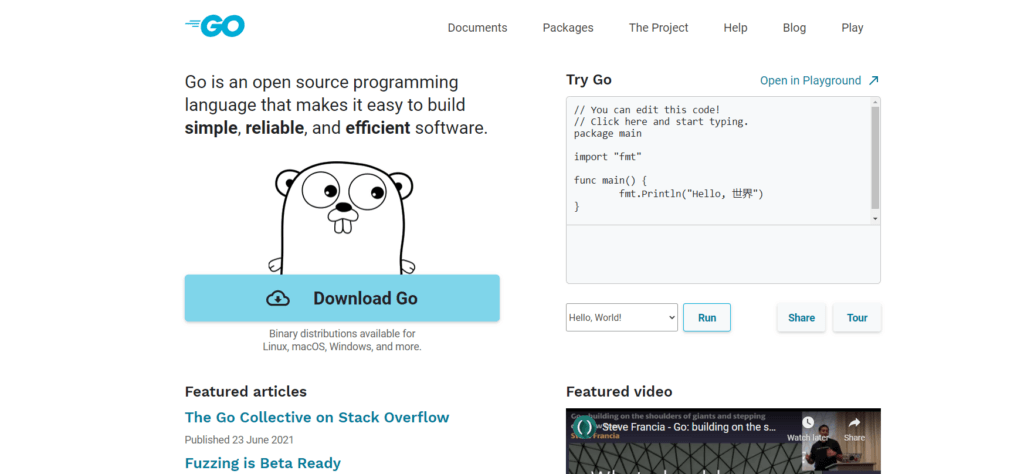 GO
Documents
Packages
The Project
Help
Blog
Play
Go is an open source programming
language that makes it easy to build
simple, reliable, and efficient software.
Download Go
Binary distributions available for
Linux, macOS, Windows, and more.
Try Go
Open in Playground
// You can edit this code!
// Click here and start typing.
package main
import "fmt"
func main() {
fmt.Println("Hello, 世界")
}
Hello, World!
Run
Share
Tour
Featured articles
The Go Collective on Stack Overflow
Published 23 June 2021
Fuzzing is Beta Ready
Featured video
Go: building on the shoulders of giants and stepping
Steve Francia - Go: building on the s...
Steve Francia
Watch later
Share